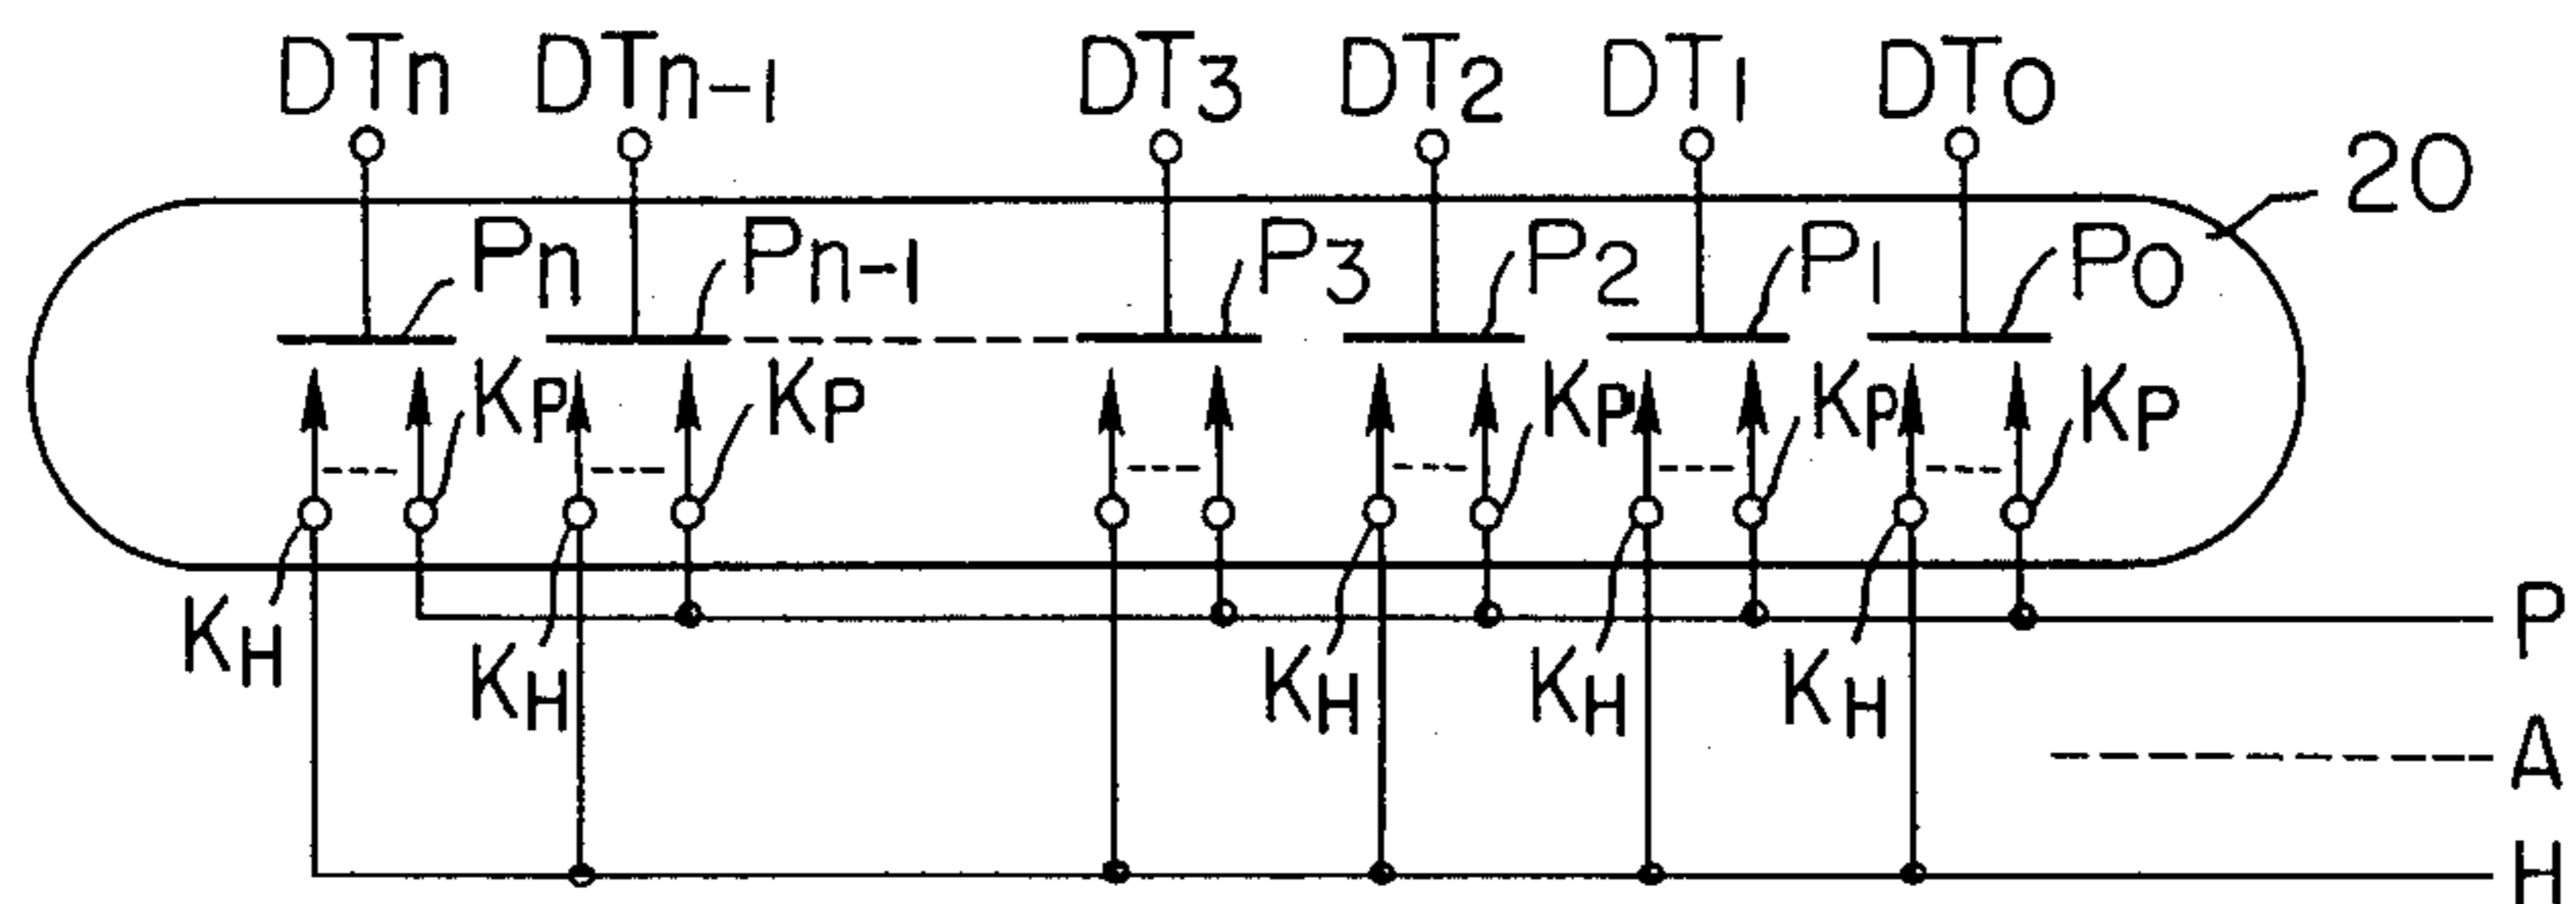 DTn DTn-1 DT3 DT2 DT1 DT0
20
Pn Pn-1 P3 P2 P1 P0
KP KP KP KP KP
KH KH KH KH KH
P
A
H